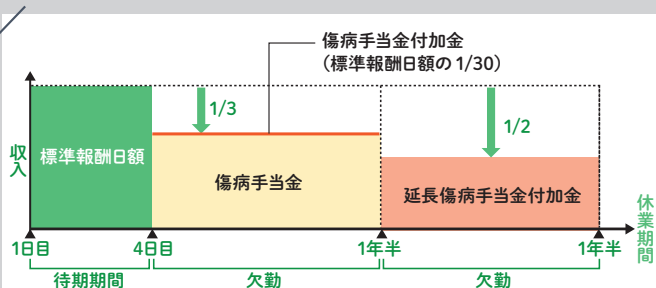 傷病手当金付加金
（標準報酬日額の1/30）
1/3
1/2
収入
標準報酬日額
傷病手当金
延長傷病手当金付加金
休業期間
1日目
4日目
1年半
1年半
待期期間
欠勤
欠勤